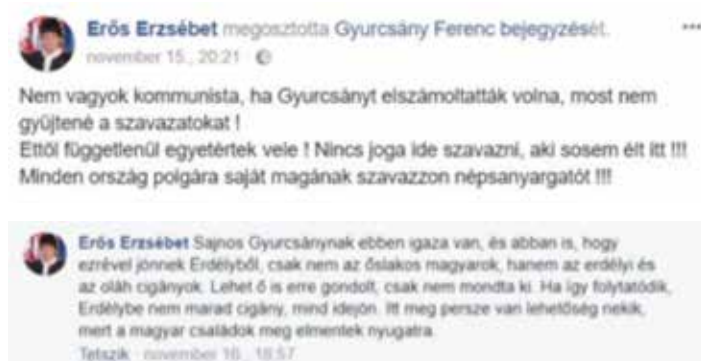 Erős Erzsébet megosztotta Gyurcsány Ferenc bejegyzését.
november 15., 20:21
Nem vagyok kommunista, ha Gyurcsányt elszámoltatták volna, most nem
gyüjtené a szavazatokat !
Ettől függetlenül egyetértek vele ! Nincs joga ide szavazni, aki sosem élt itt !!!
Minden ország polgára saját magának szavazzon népsanyargatót !!!
Erős Erzsébet Sajnos Gyurcsánynak ebben igaza van, és abban is, hogy
ezrével jönnek Erdélyből, csak nem az őslakos magyarok, hanem az erdélyi és
az oláh cigányok. Lehet ő is erre gondolt, csak nem mondta ki. Ha így folytatódik,
Erdélybe nem marad cigány, mind idejön. Itt meg persze van lehetőség nekik,
mert a magyar családok meg elmentek nyugatra.
Tetszik november 16., 18:57